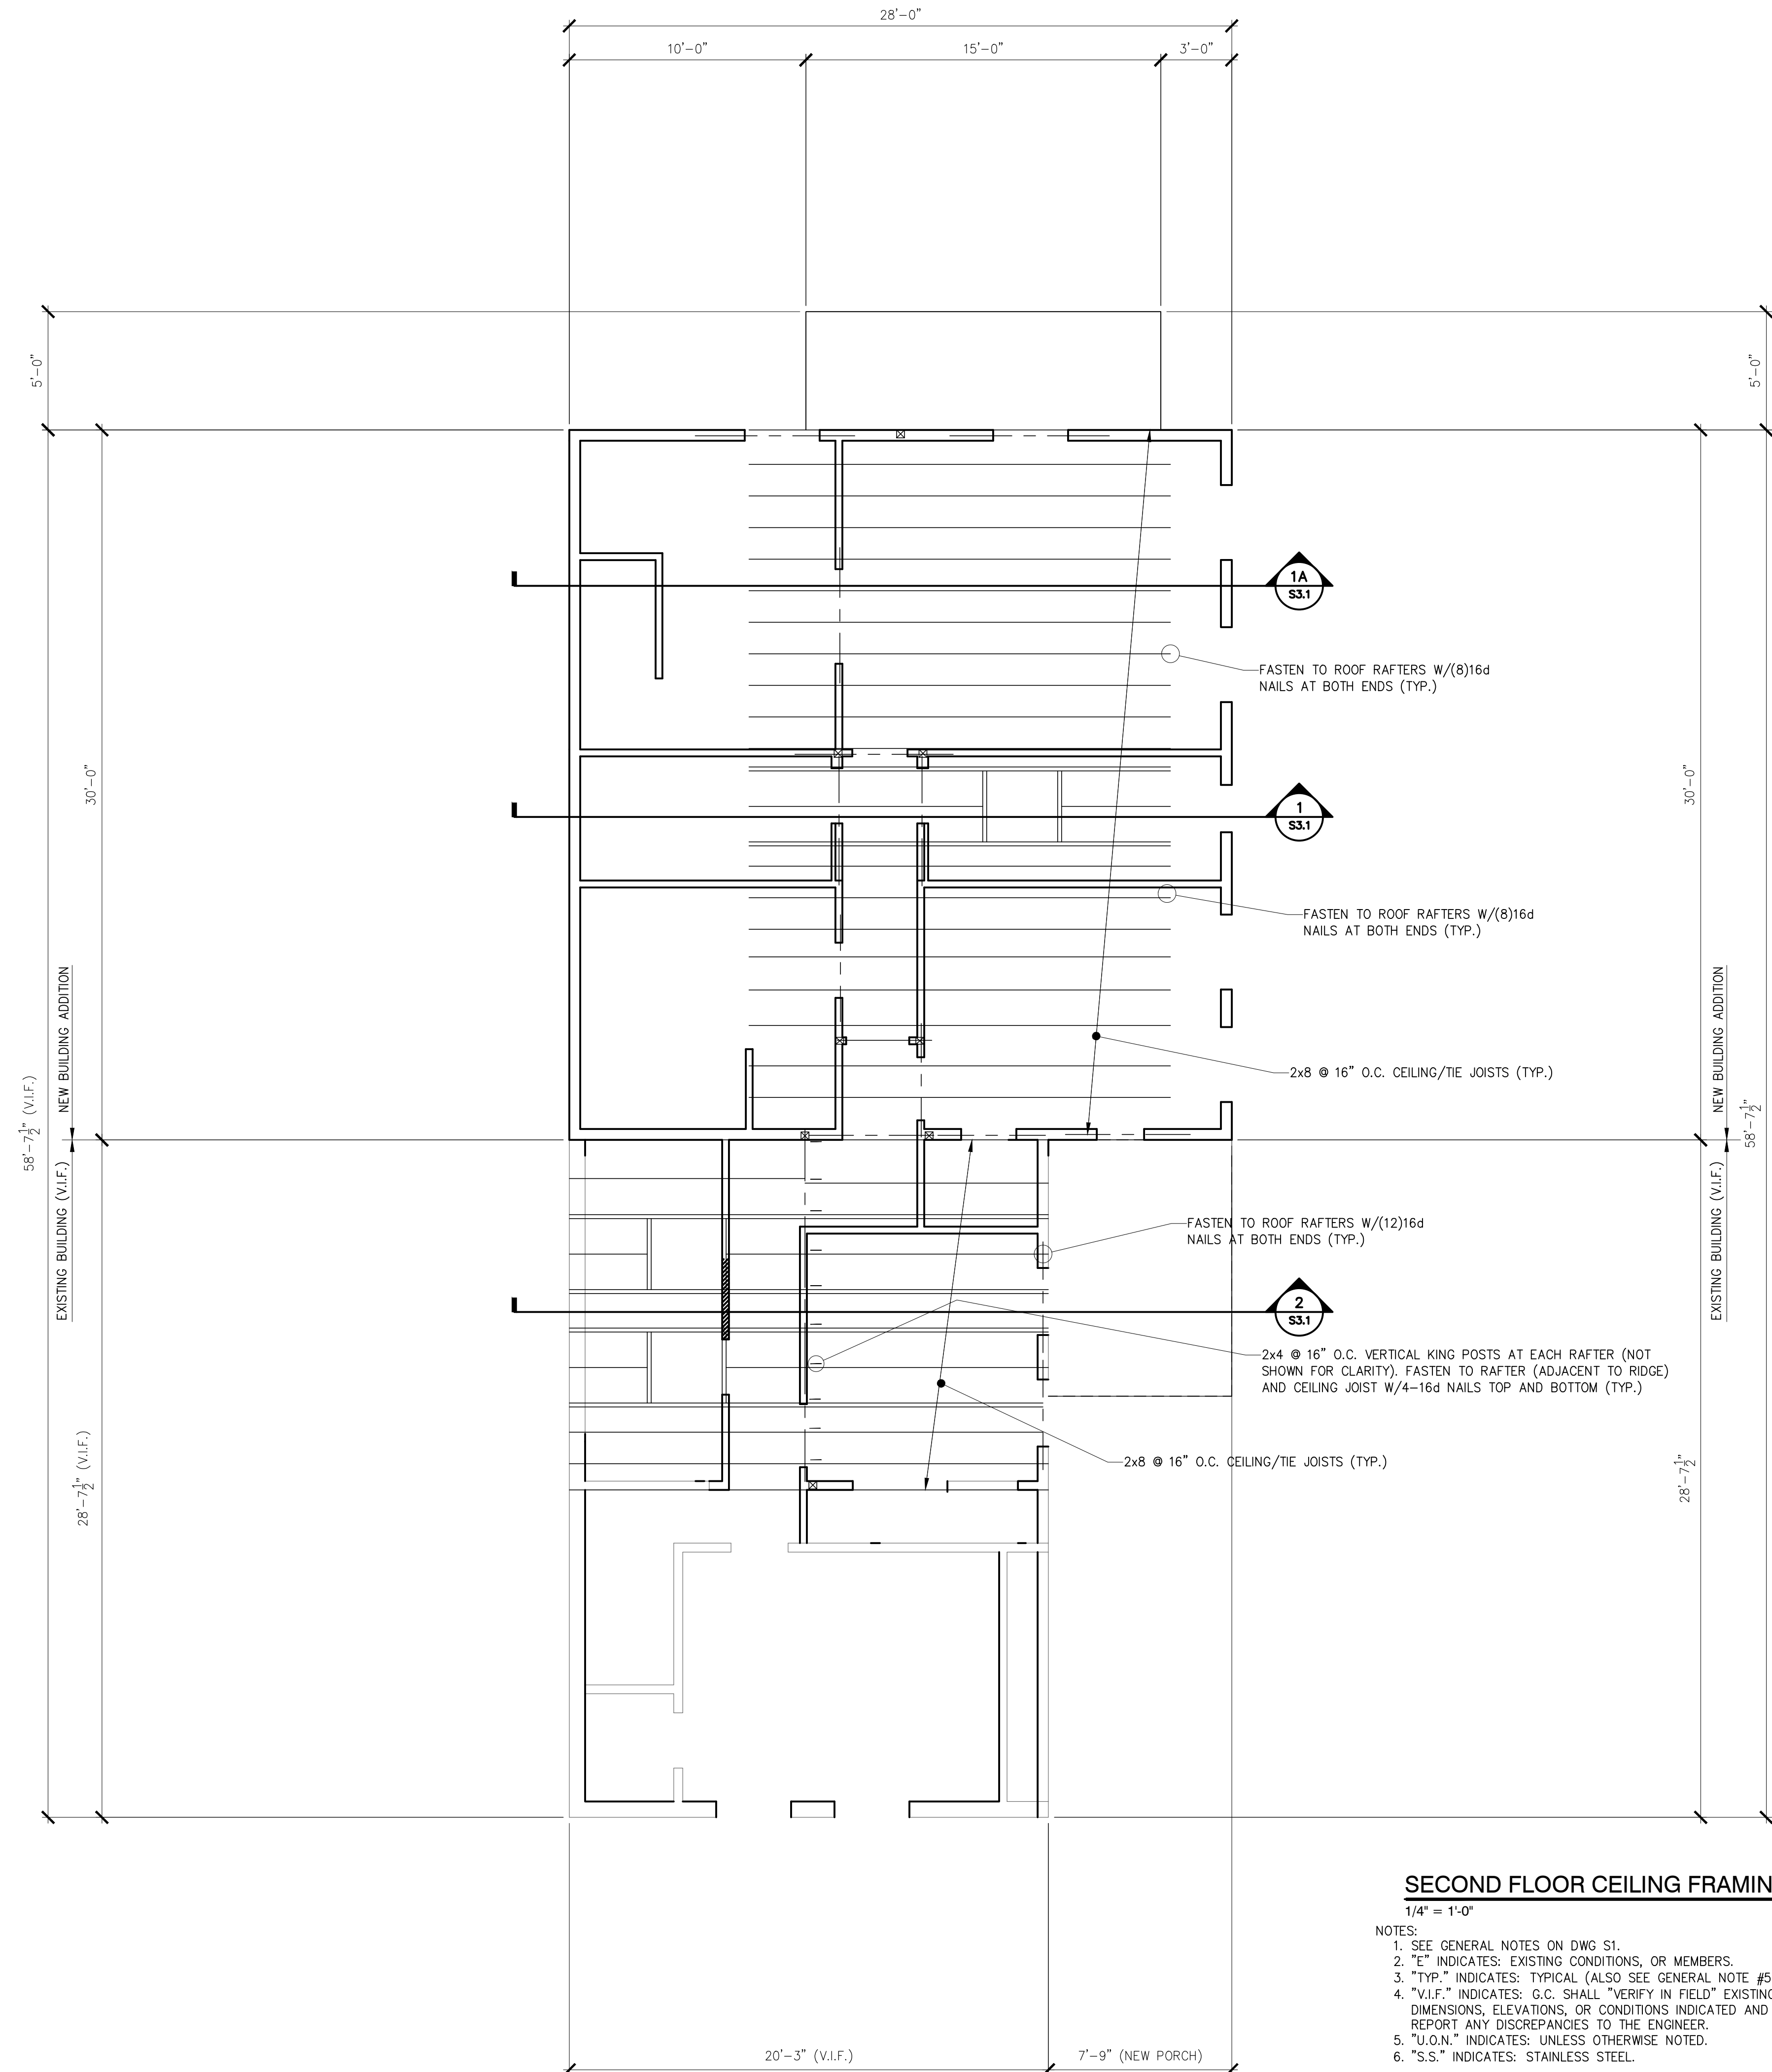 28'-0"
10'-0"
15'-0"
3'-0"
5'-0"
5'-0"
1A
S3.1
FASTEN TO ROOF RAFTERS W/(8)16d
NAILS AT BOTH ENDS (TYP.)
30'-0"
30'-0"
1
S3.1
FASTEN TO ROOF RAFTERS W/(8)16d
NAILS AT BOTH ENDS (TYP.)
NEW BUILDING ADDITION
NEW BUILDING ADDITION
2x8 @ 16" O.C. CEILING/TIE JOISTS (TYP.)
58'-7 1/2" (V.I.F.)
58'-7 1/2"
EXISTING BUILDING (V.I.F.)
EXISTING BUILDING (V.I.F.)
FASTEN TO ROOF RAFTERS W/(12)16d
NAILS AT BOTH ENDS (TYP.)
2
S3.1
2x4 @ 16" O.C. VERTICAL KING POSTS AT EACH RAFTER (NOT
SHOWN FOR CLARITY). FASTEN TO RAFTER (ADJACENT TO RIDGE)
AND CEILING JOIST W/4-16d NAILS TOP AND BOTTOM (TYP.)
2x8 @ 16" O.C. CEILING/TIE JOISTS (TYP.)
28'-7 1/2" (V.I.F.)
28'-7 1/2"
SECOND FLOOR CEILING FRAMIN
1/4" = 1'-0"
NOTES:
1. SEE GENERAL NOTES ON DWG S1.
2. "E" INDICATES: EXISTING CONDITIONS, OR MEMBERS.
3. "TYP." INDICATES: TYPICAL (ALSO SEE GENERAL NOTE #5
4. "V.I.F." INDICATES: G.C. SHALL "VERIFY IN FIELD" EXISTING
DIMENSIONS, ELEVATIONS, OR CONDITIONS INDICATED AND
REPORT ANY DISCREPANCIES TO THE ENGINEER.
5. "U.O.N." INDICATES: UNLESS OTHERWISE NOTED.
6. "S.S." INDICATES: STAINLESS STEEL.
20'-3" (V.I.F.)
7'-9" (NEW PORCH)